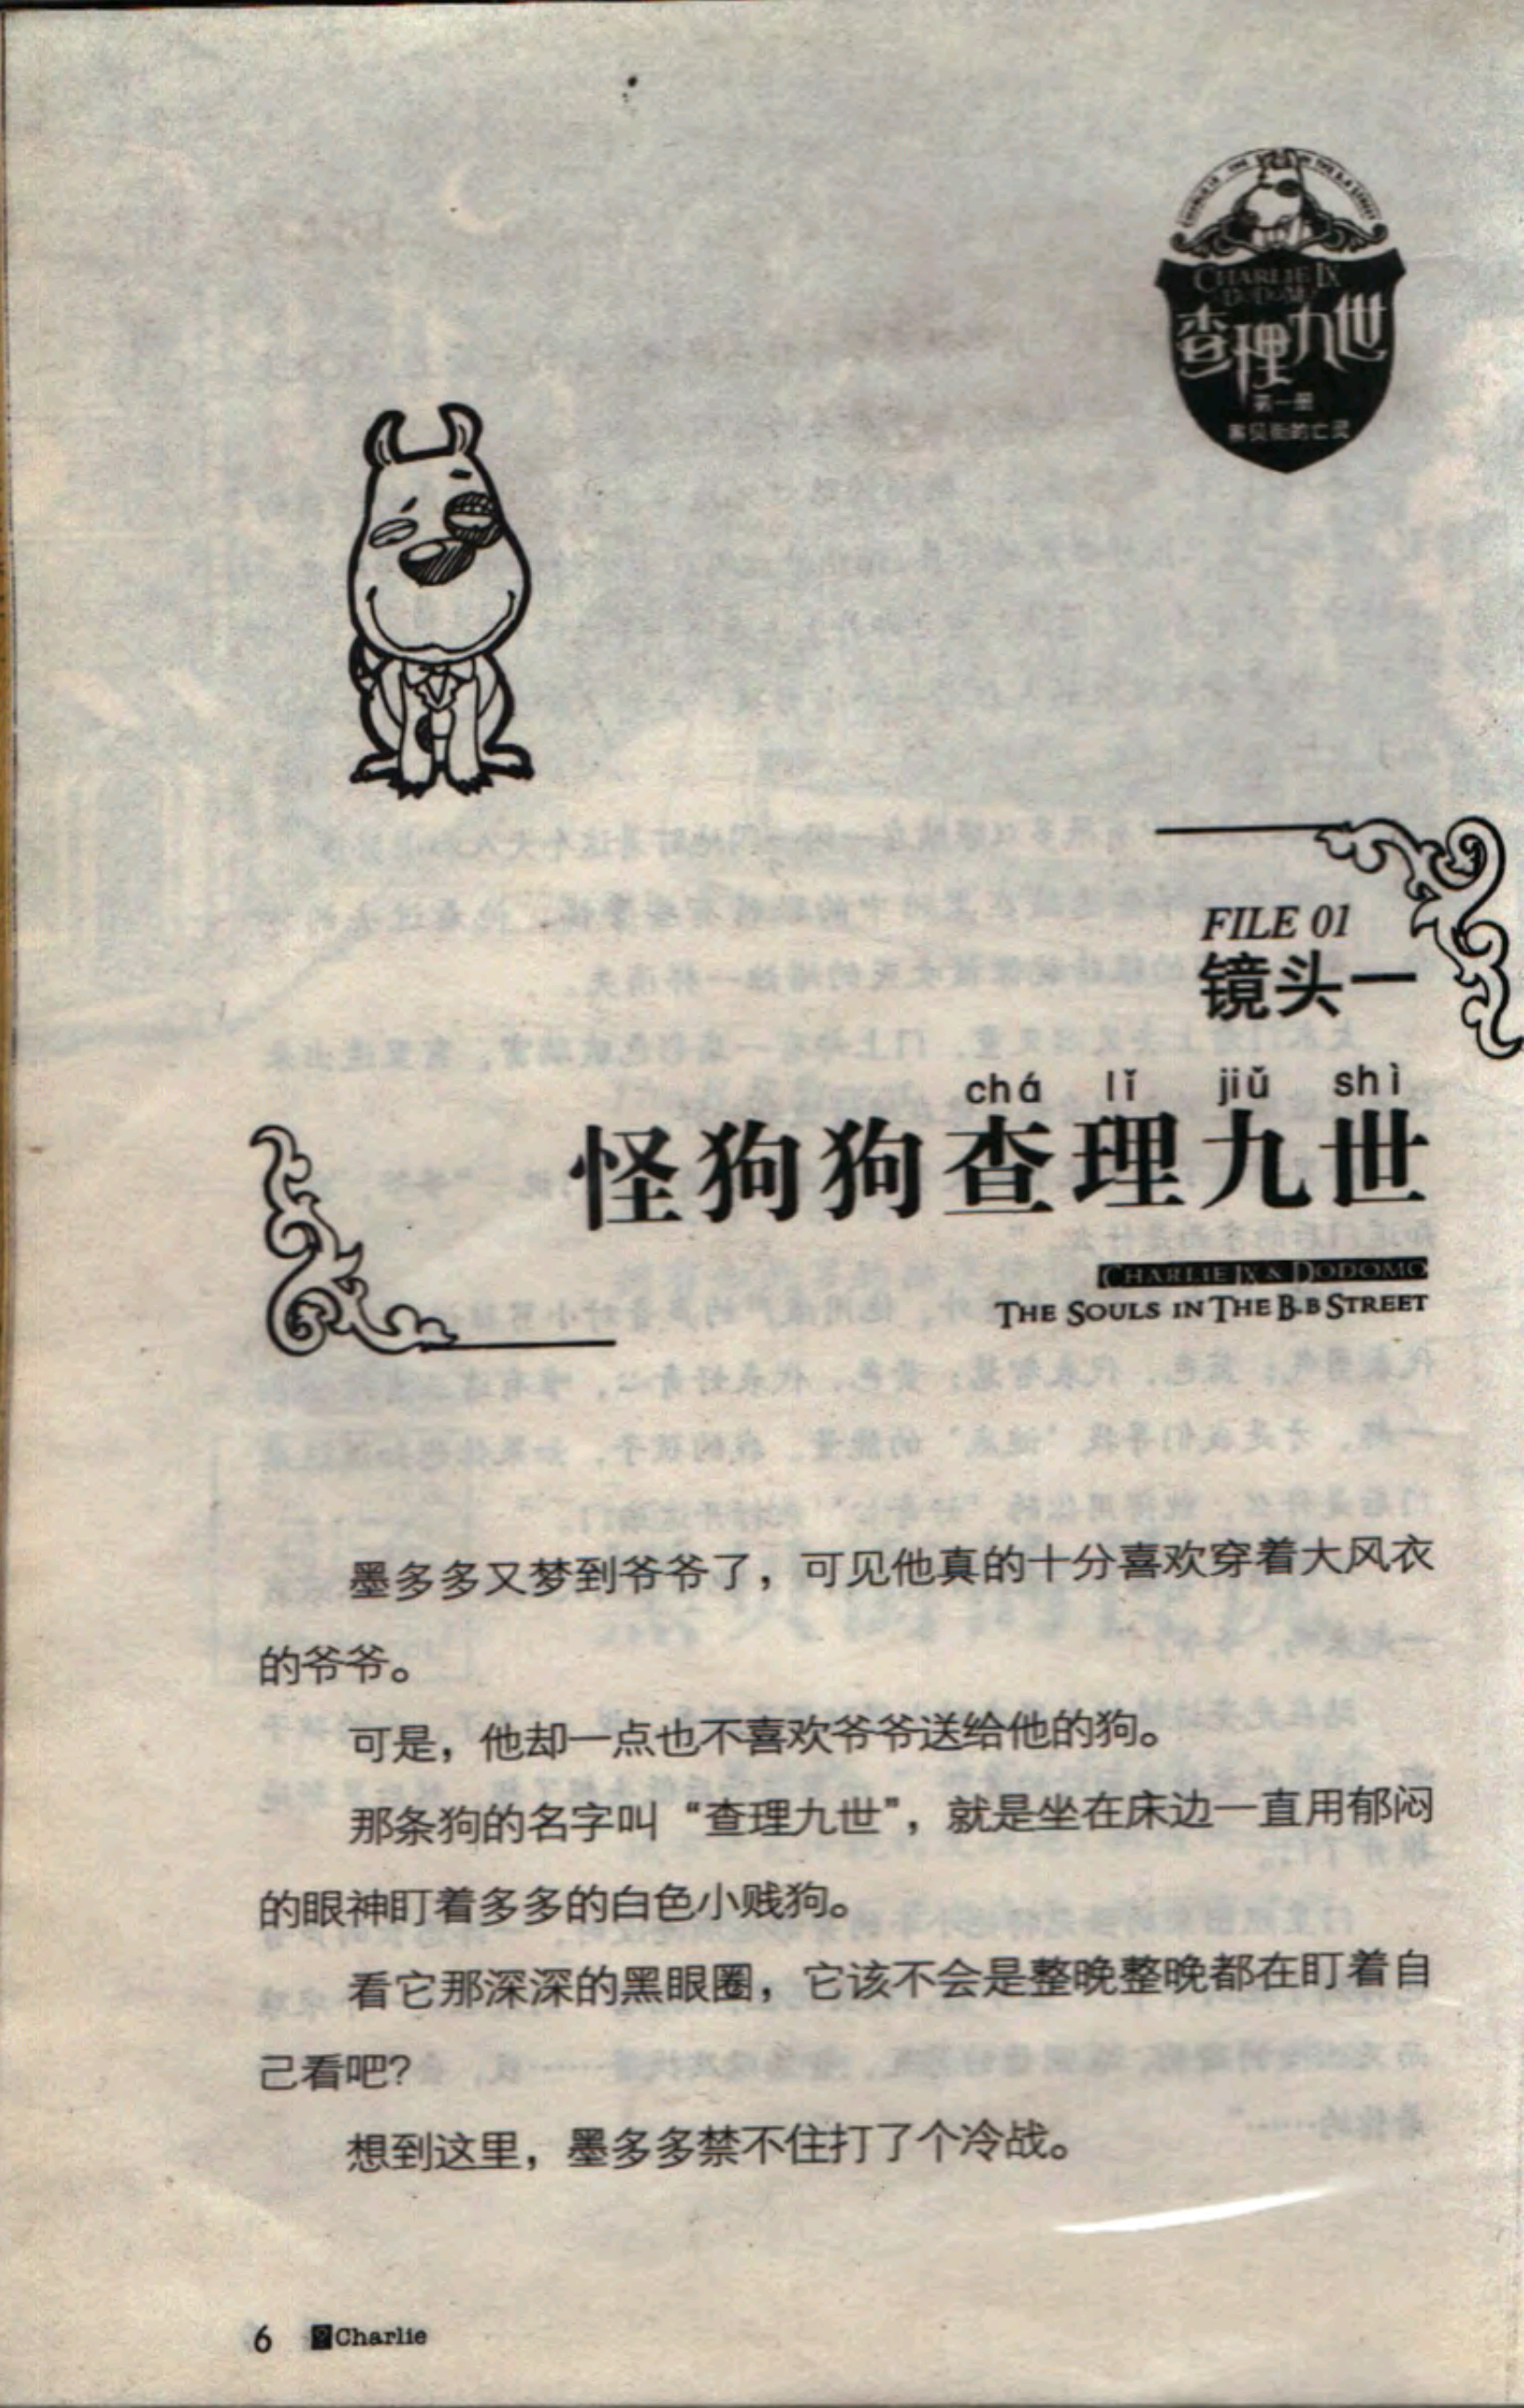 CHARLIE IX
DODOMO
查理九世
第一册
黑贝街的亡灵
FILE 01
镜头一
chá lǐ jiǔ shì
怪狗狗查理九世
CHARLIE IX & DODOMO
THE SOULS IN THE B.B STREET
墨多多又梦到爷爷了，可见他真的十分喜欢穿着大风衣
的爷爷。
可是，他却一点也不喜欢爷爷送给他的狗。
那条狗的名字叫“查理九世”，就是坐在床边一直用郁闷
的眼神盯着多多的白色小贱狗。
看它那深深的黑眼圈，它该不会是整晚整晚都在盯着自
己看吧？
想到这里，墨多多禁不住打了个冷战。
6 Charlie